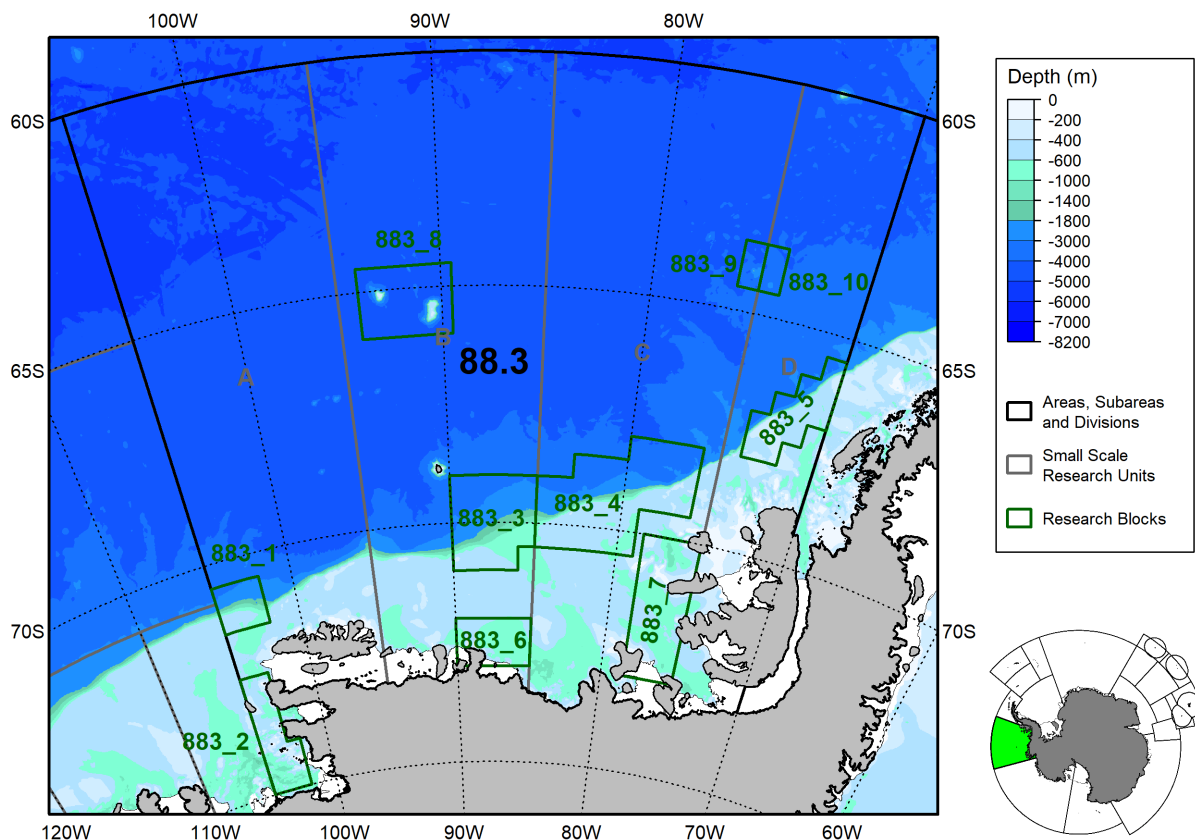 100W 90W 80W
60S 60S
883_8
883_9
883_10
B
88.3
C
D
A
65S 65S
883_5
883_4
883_3
883_1
883_7
70S 70S
883_6
883_2
120W 110W 100W 90W 80W 70W 60W
Depth (m)
0
-200
-400
-600
-1000
-1400
-1800
-3000
-4000
-5000
-6000
-7000
-8200
Areas, Subareas
and Divisions
Small Scale
Research Units
Research Blocks